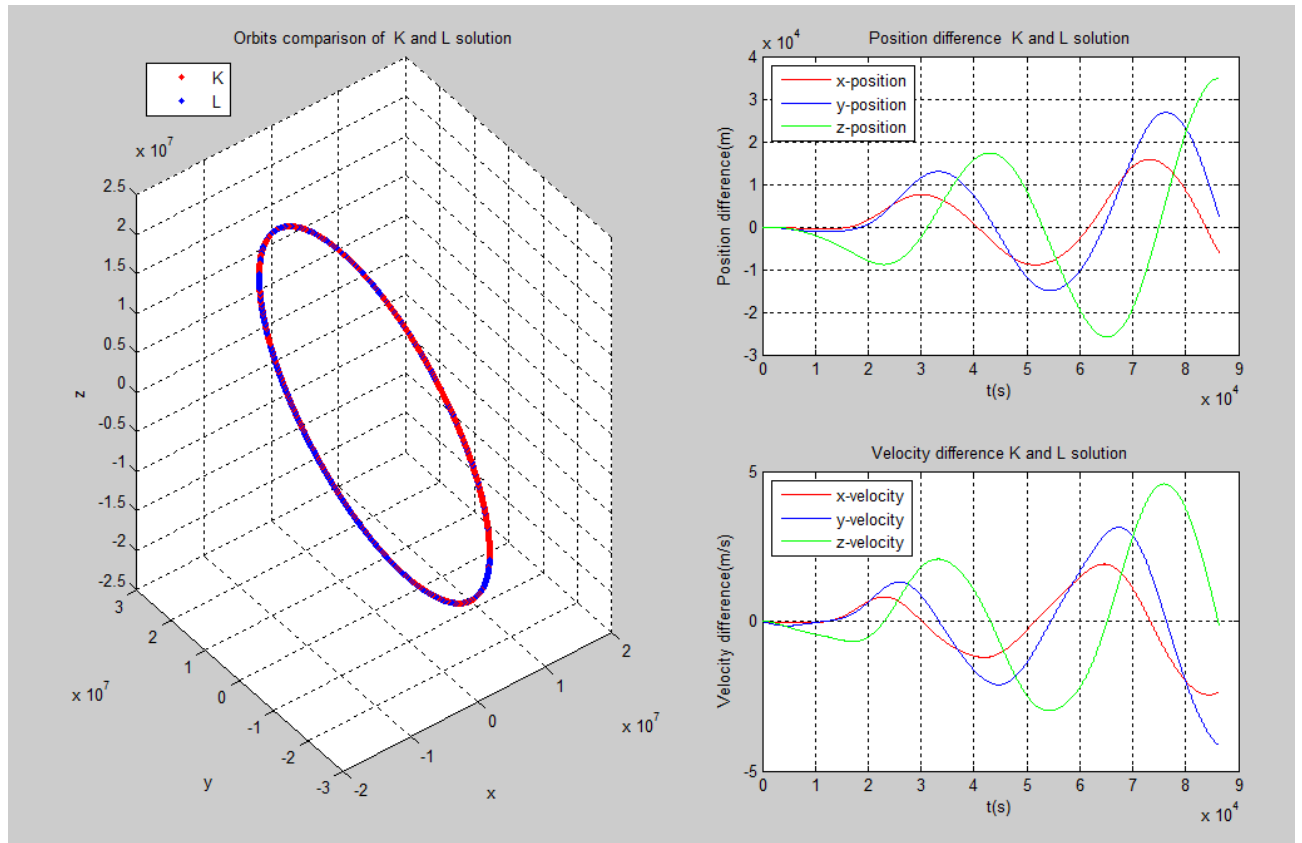 Orbits comparison of  K and L solution
K
L
x 10^7
2.5
2
1.5
1
0.5
0
-0.5
-1
-1.5
-2
-2.5
z
3
2
1
0
-1
-2
-3
x 10^7
y
-2
-1
0
1
2
x 10^7
x
Position difference  K and L solution
x 10^4
x-position
y-position
z-position
4
3
2
1
0
-1
-2
-3
Position difference(m)
0 1 2 3 4 5 6 7 8 9
t(s)
x 10^4
Velocity difference K and L solution
x-velocity
y-velocity
z-velocity
5
0
-5
Velocity difference(m/s)
0 1 2 3 4 5 6 7 8 9
t(s)
x 10^4